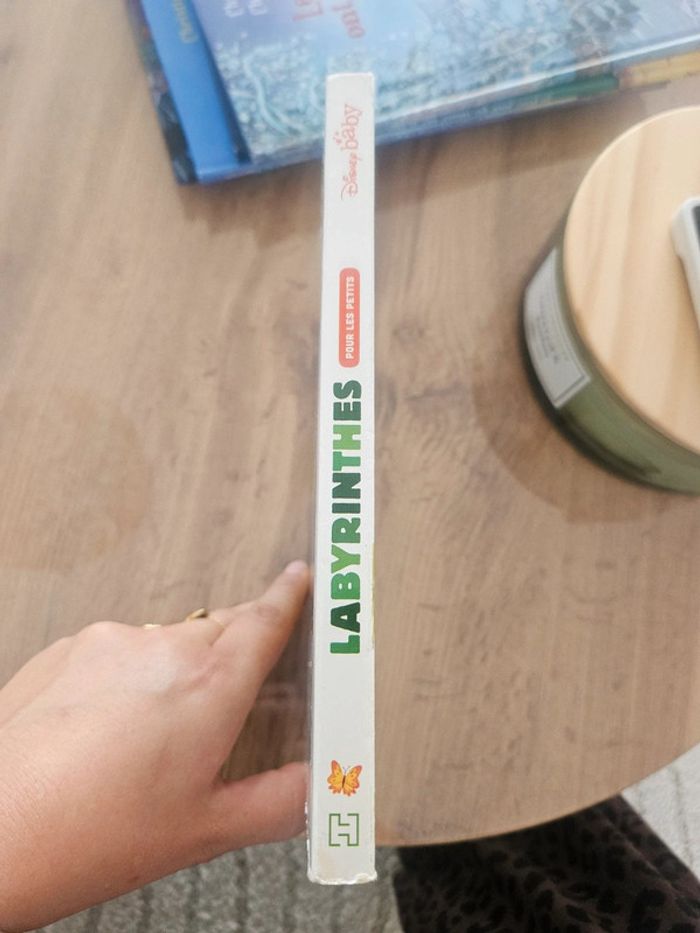 LABYRINTHES
POUR LES PETITS
Disney baby